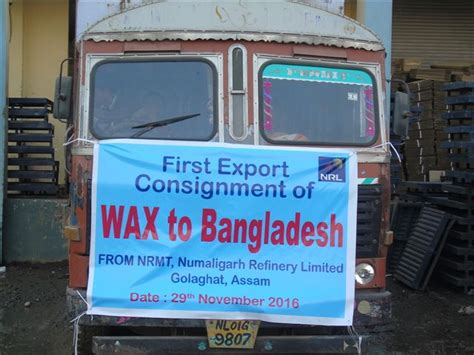 First Export
Consignment of
NRL
WAX to Bangladesh
FROM NRMT, Numaligarh Refinery Limited
Golaghat, Assam
Date : 29th November 2016
NL01G
9807